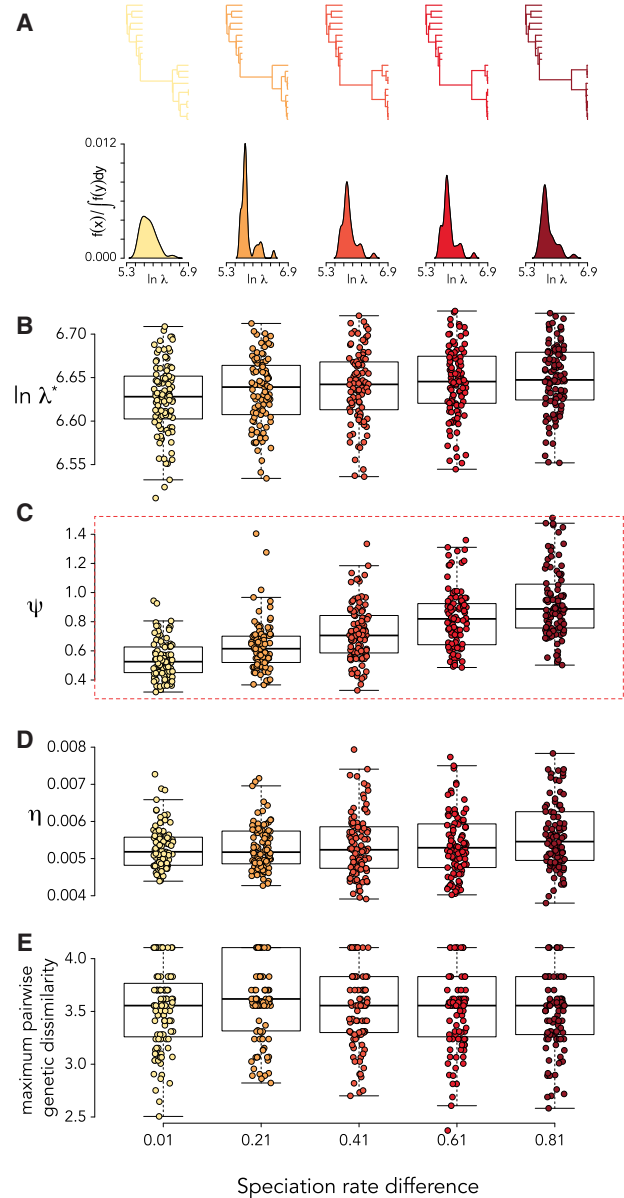 A
0.012
f(x)/∫f(y)dy
0.000
5.3 6.9 5.3 6.9 5.3 6.9 5.3 6.9 5.3 6.9
ln λ ln λ ln λ ln λ ln λ
B
6.70
6.65
ln λ*
6.60
6.55
C
1.4
1.2
1.0
ψ
0.8
0.6
0.4
D
0.008
0.007
0.006
η
0.005
0.004
E
4.0
3.5
maximum pairwise
genetic dissimilarity
3.0
2.5
0.01 0.21 0.41 0.61 0.81
Speciation rate difference